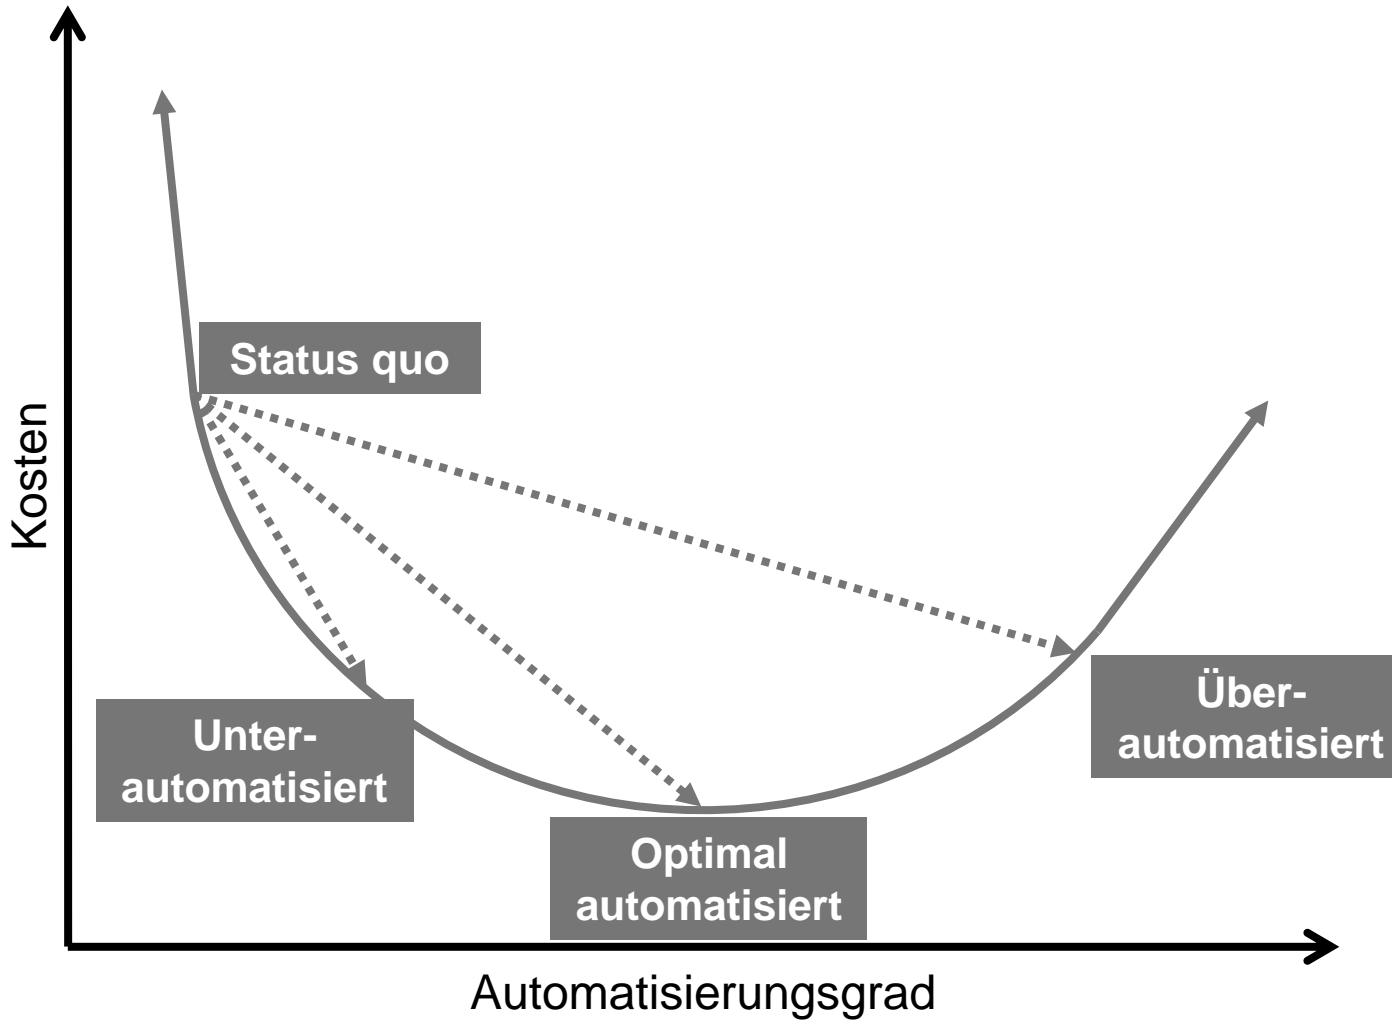 Status quo
Kosten
Unter-
automatisiert
Über-
automatisiert
Optimal
automatisiert
Automatisierungsgrad